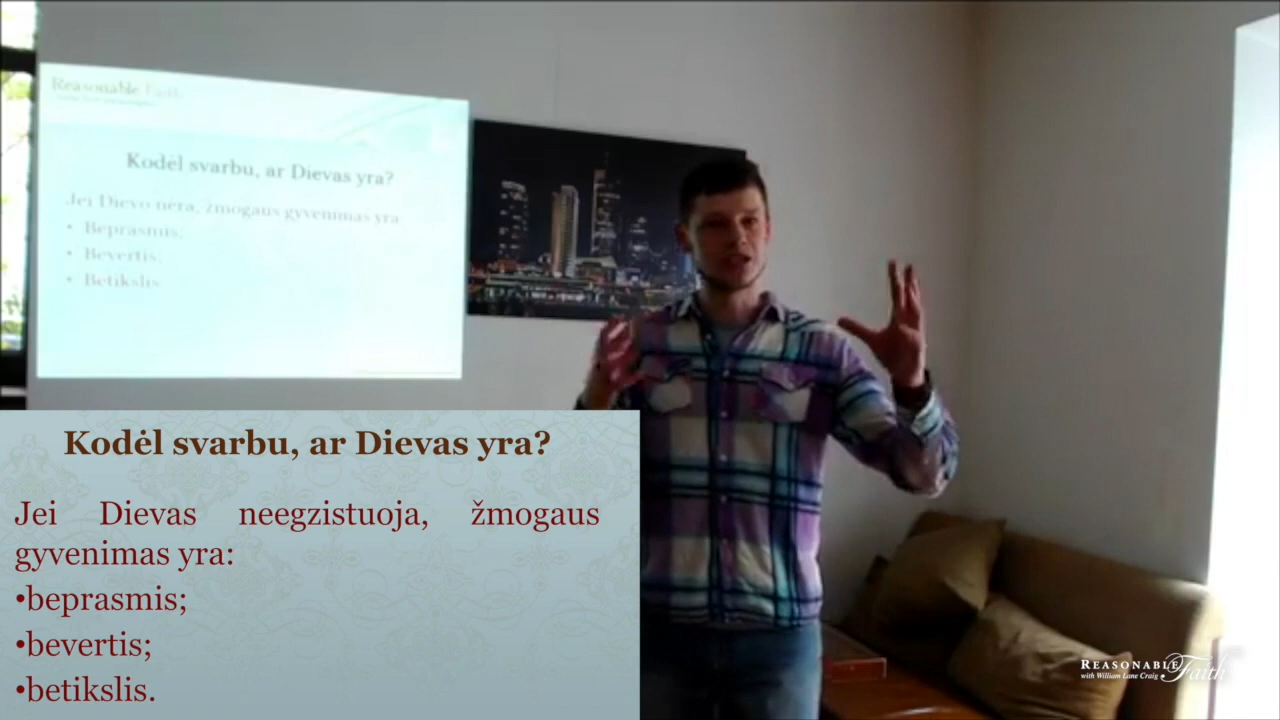 Reasonable Faith
Kodėl svarbu, ar Dievas yra?
Jei Dievo nėra, žmogaus gyvenimas yra
• Beprasmis;
• Bevertis;
• Betikslis
Kodėl svarbu, ar Dievas yra?
Jei Dievas neegzistuoja, žmogaus
gyvenimas yra:
•beprasmis;
•bevertis;
•betikslis.
REASONABLE Faith
with William Lane Craig